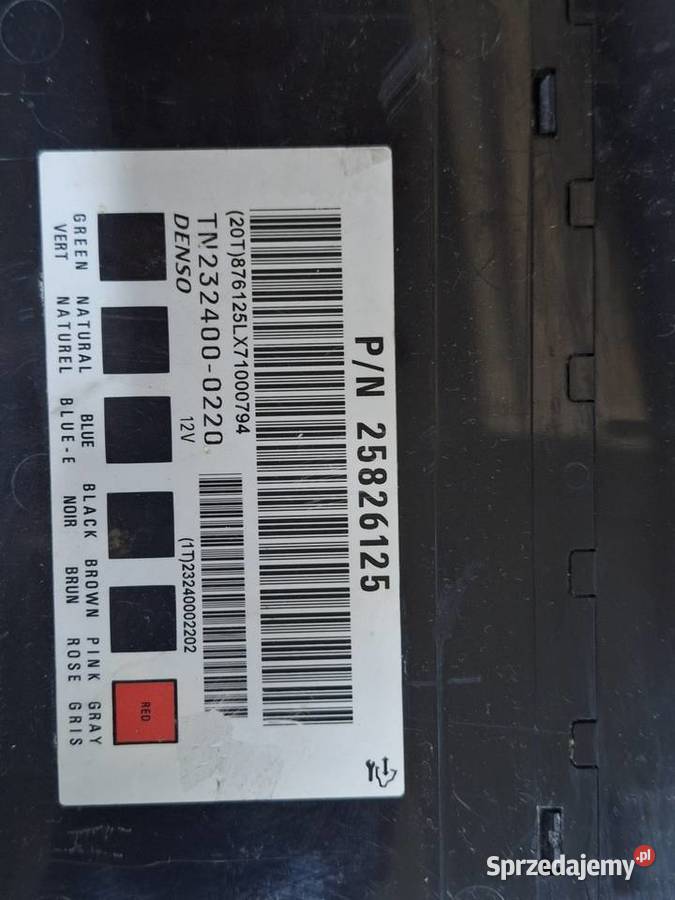 P/N 25826125
(20T)876125LX71000794
TN232400-0220
DENSO
12V
(1T)23240002202
RED
GREEN NATURAL BLUE BLACK BROWN PINK GRAY
VERT NATUREL BLUE-E NOIR BRUN ROSE GRIS
Sprzedajemy.pl